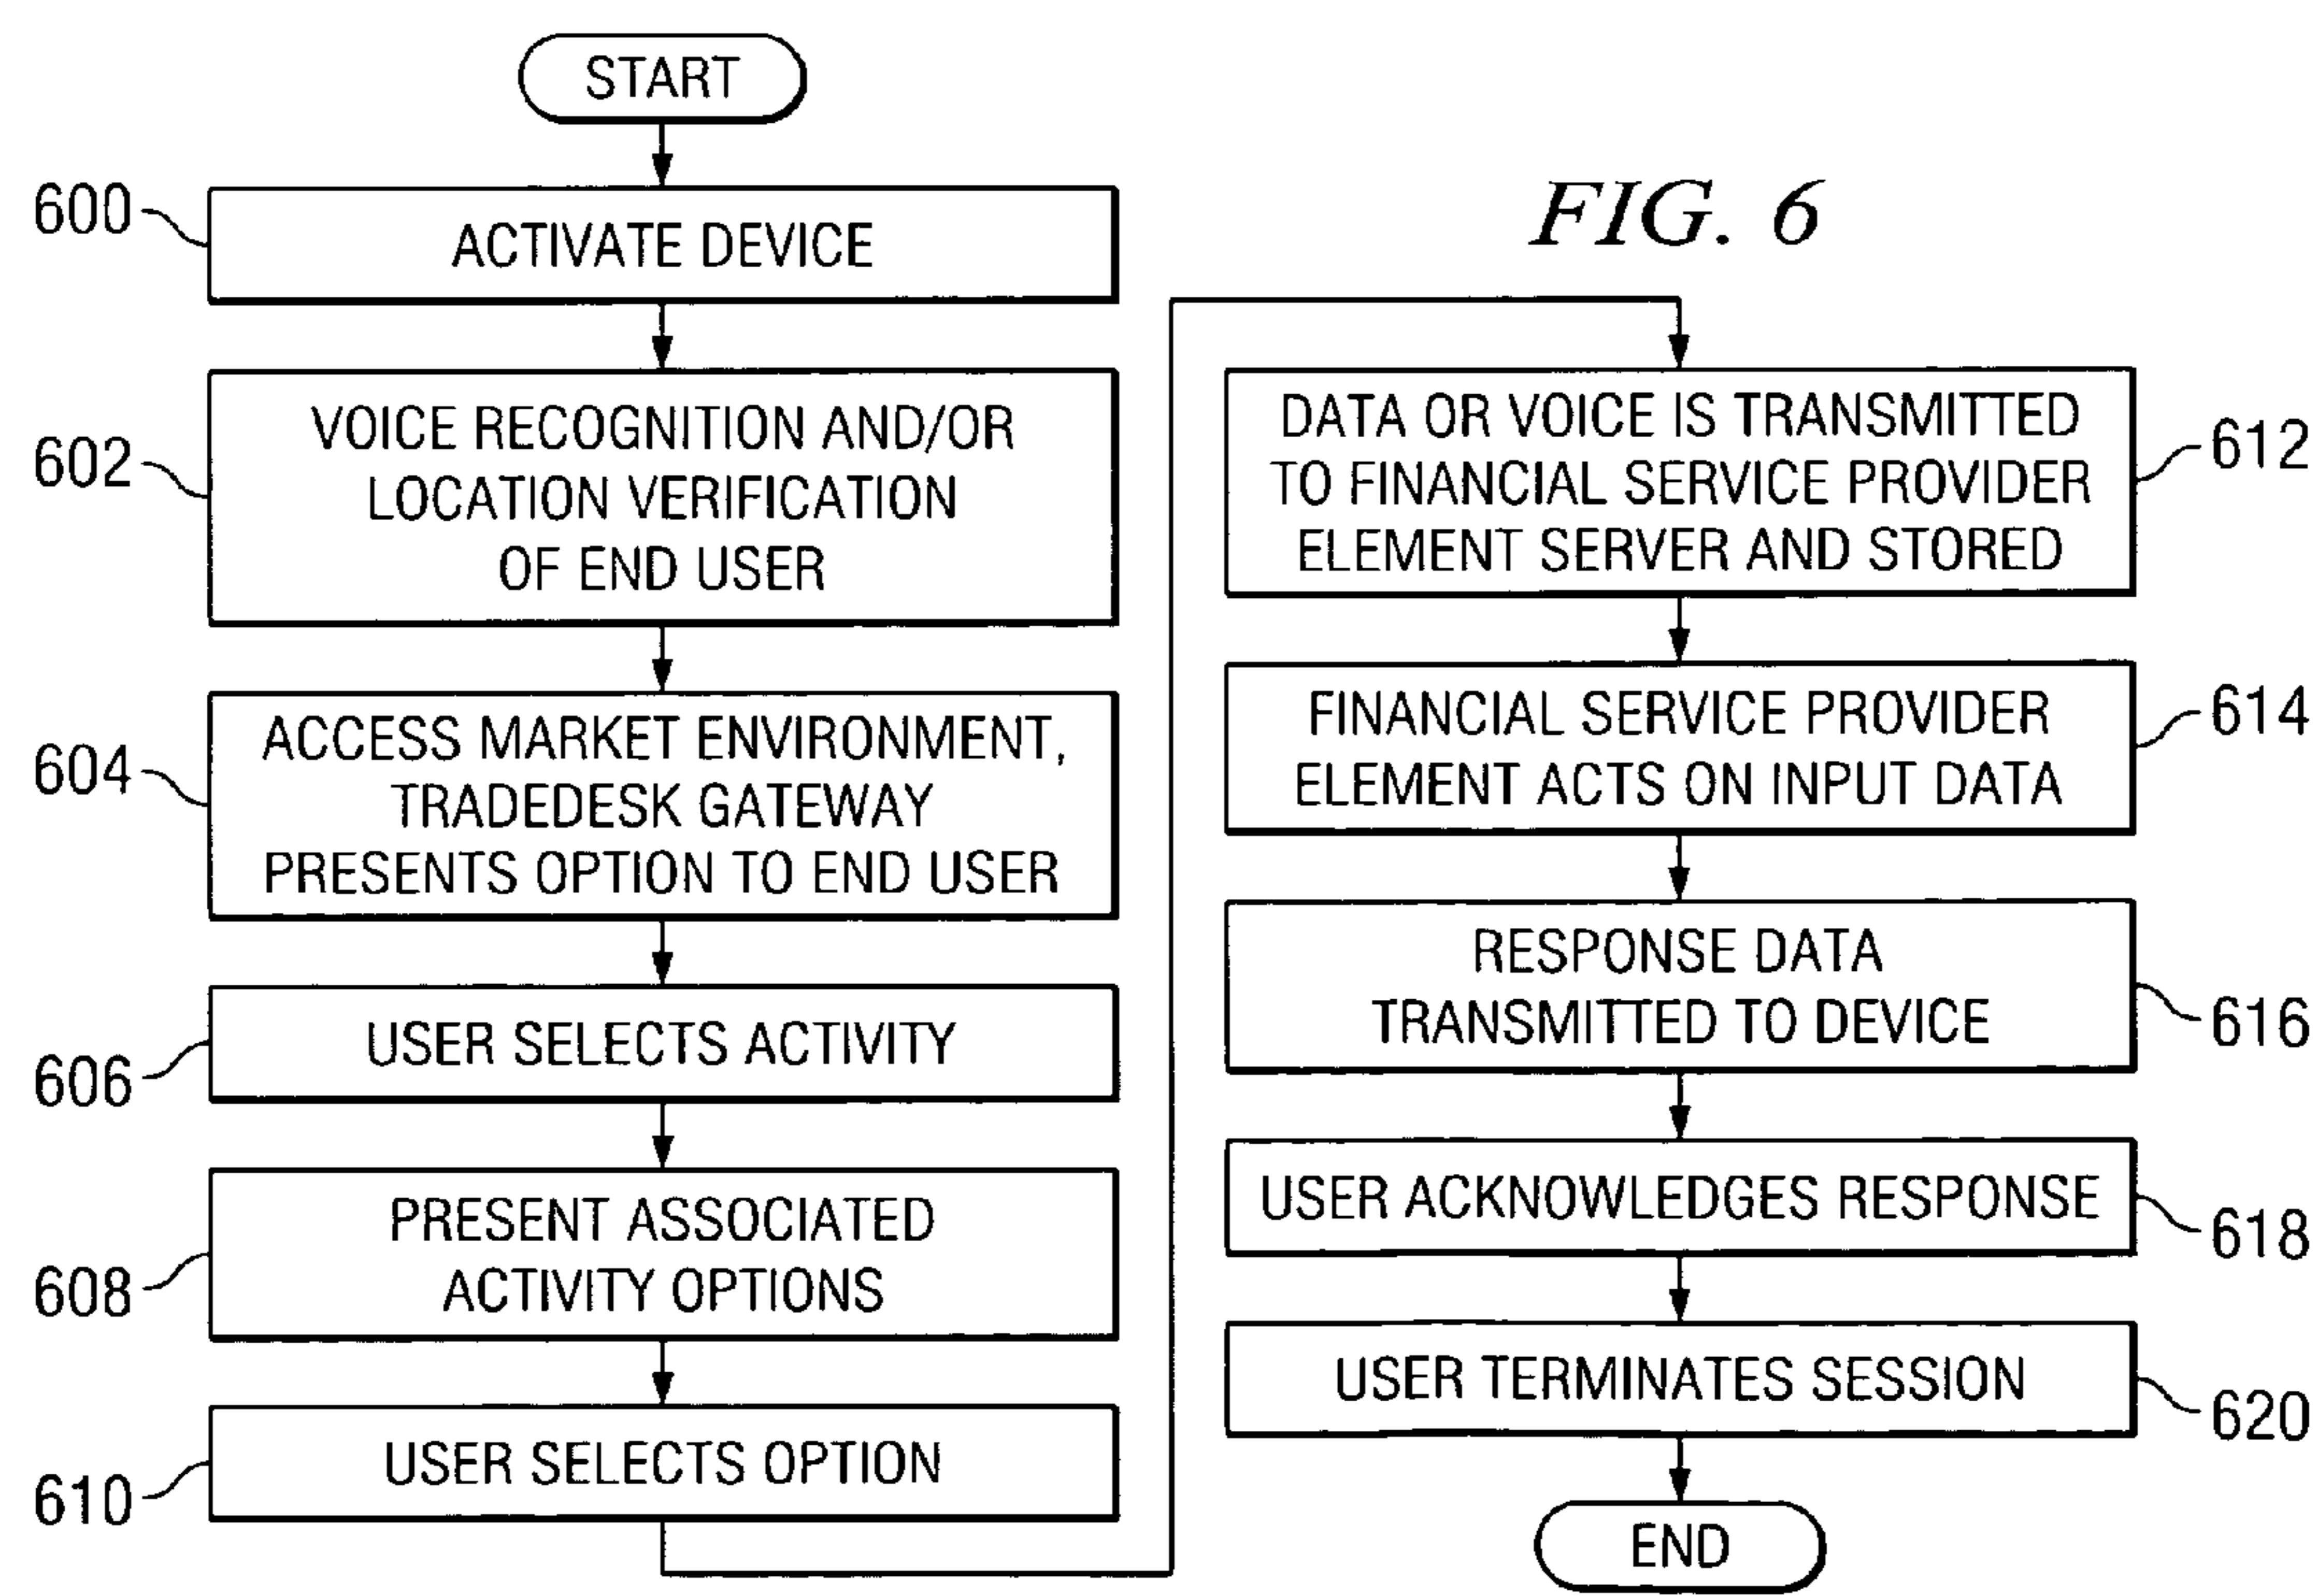 START
600
ACTIVATE DEVICE
602
VOICE RECOGNITION AND/OR
LOCATION VERIFICATION
OF END USER
604
ACCESS MARKET ENVIRONMENT,
TRADEDESK GATEWAY
PRESENTS OPTION TO END USER
606
USER SELECTS ACTIVITY
608
PRESENT ASSOCIATED
ACTIVITY OPTIONS
610
USER SELECTS OPTION
FIG. 6
DATA OR VOICE IS TRANSMITTED
TO FINANCIAL SERVICE PROVIDER
ELEMENT SERVER AND STORED
612
FINANCIAL SERVICE PROVIDER
ELEMENT ACTS ON INPUT DATA
614
RESPONSE DATA
TRANSMITTED TO DEVICE
616
USER ACKNOWLEDGES RESPONSE
618
USER TERMINATES SESSION
620
END